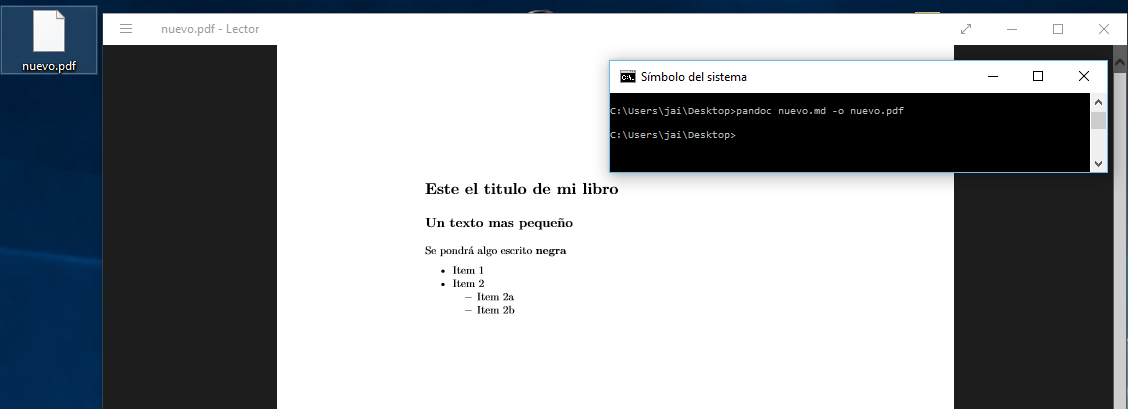 nuevo.pdf
nuevo.pdf - Lector
Símbolo del sistema
C:\Users\jai\Desktop>pandoc nuevo.md -o nuevo.pdf
C:\Users\jai\Desktop>
Este el titulo de mi libro
Un texto mas pequeño
Se pondrá algo escrito negra
• Item 1
• Item 2
– Item 2a
– Item 2b